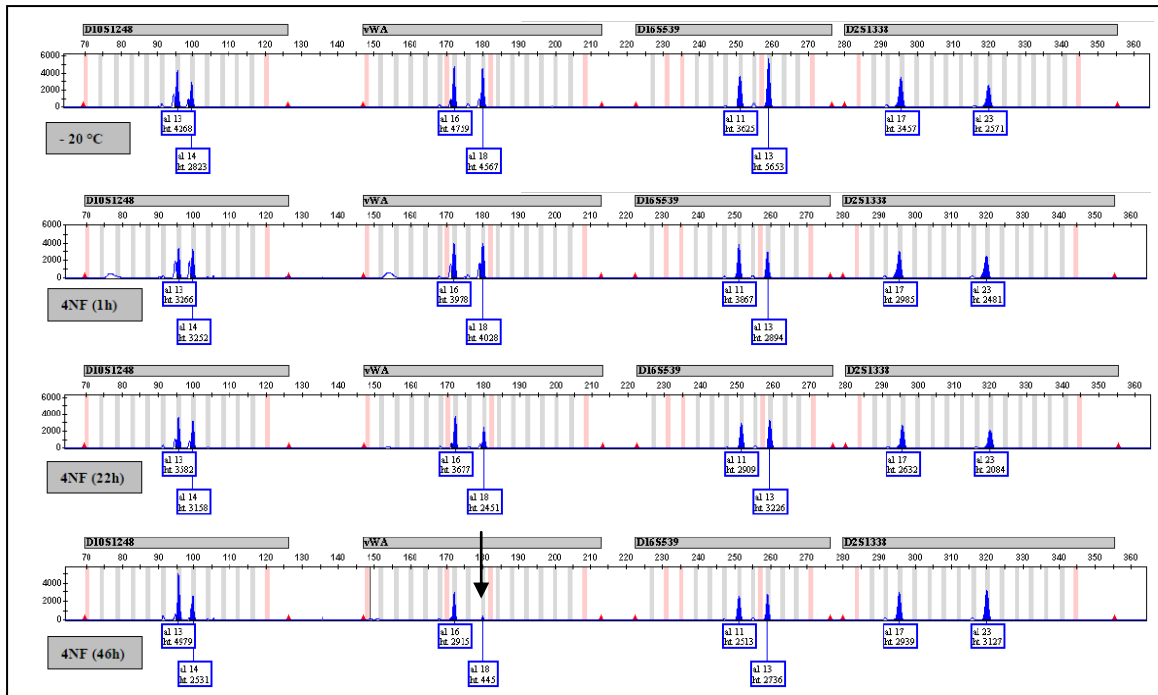 D10S1248 vWA D16S539 D2S1338
70 80 90 100 110 120 130 140 150 160 170 180 190 200 210 220 230 240 250 260 270 280 290 300 310 320 330 340 350 360
6000
4000
2000
0
- 20 °C
al 13
ht 4268
al 14
ht 2823
al 16
ht 4759
al 18
ht 4567
al 11
ht 3625
al 13
ht 5653
al 17
ht 3457
al 23
ht 2571
D10S1248 vWA D16S539 D2S1338
70 80 90 100 110 120 130 140 150 160 170 180 190 200 210 220 230 240 250 260 270 280 290 300 310 320 330 340 350 360
6000
4000
2000
0
4NF (1h)
al 13
ht 3266
al 14
ht 3252
al 16
ht 3978
al 18
ht 4028
al 11
ht 3867
al 13
ht 2894
al 17
ht 2985
al 23
ht 2481
D10S1248 vWA D16S539 D2S1338
70 80 90 100 110 120 130 140 150 160 170 180 190 200 210 220 230 240 250 260 270 280 290 300 310 320 330 340 350 360
6000
4000
2000
0
4NF (22h)
al 13
ht 3582
al 14
ht 3158
al 16
ht 3677
al 18
ht 2451
al 11
ht 2909
al 13
ht 3226
al 17
ht 2632
al 23
ht 2084
D10S1248 vWA D16S539 D2S1338
70 80 90 100 110 120 130 140 150 160 170 180 190 200 210 220 230 240 250 260 270 280 290 300 310 320 330 340 350 360
4000
2000
0
4NF (46h)
al 13
ht 4979
al 14
ht 2531
al 16
ht 2915
al 18
ht 445
al 11
ht 2513
al 13
ht 2736
al 17
ht 2939
al 23
ht 3127